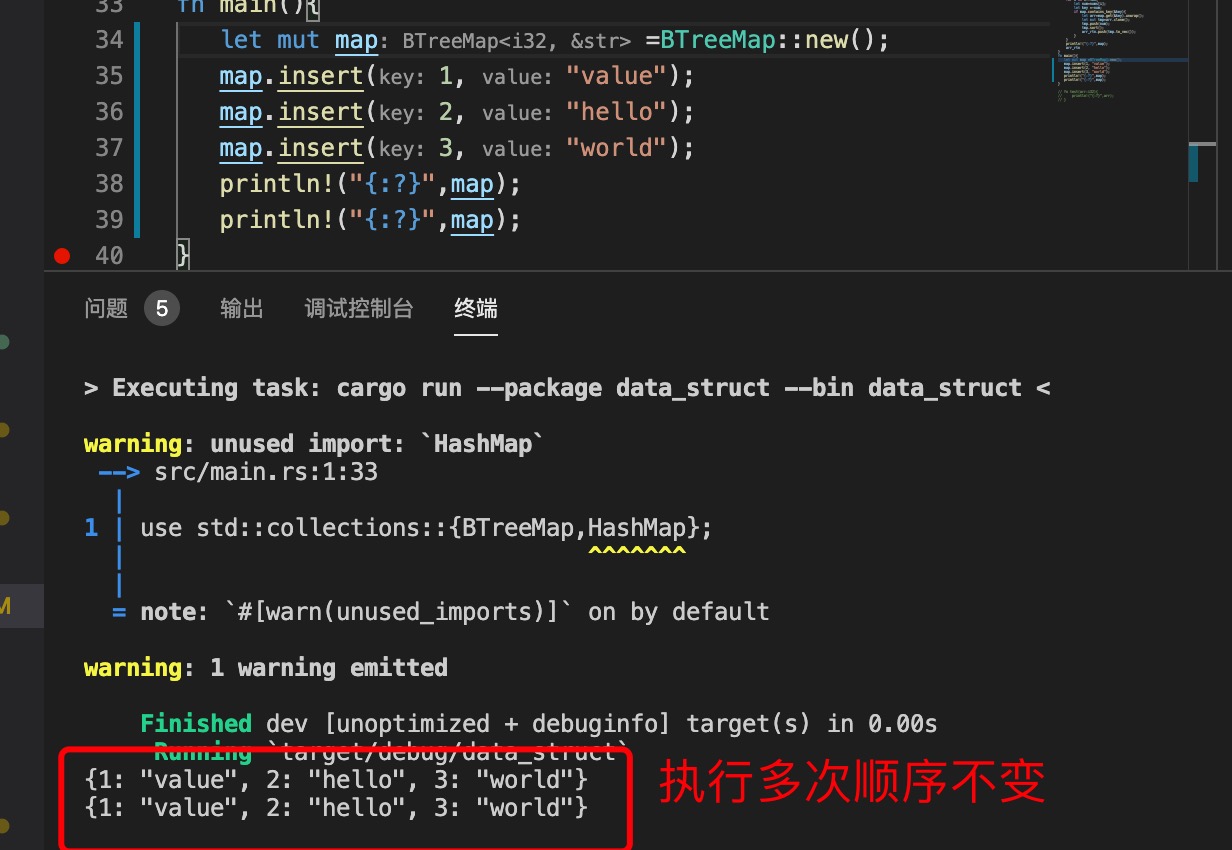 33 fn main(){
34 let mut map: BTreeMap<i32, &str> =BTreeMap::new();
35 map.insert(key: 1, value: "value");
36 map.insert(key: 2, value: "hello");
37 map.insert(key: 3, value: "world");
38 println!("{:?}",map);
39 println!("{:?}",map);
40 }
问题 5 输出 调试控制台 终端
> Executing task: cargo run --package data_struct --bin data_struct <
warning: unused import: `HashMap`
--> src/main.rs:1:33
|
1 | use std::collections::{BTreeMap,HashMap};
| ^^^^^^^
|
= note: `#[warn(unused_imports)]` on by default
M
warning: 1 warning emitted
Finished dev [unoptimized + debuginfo] target(s) in 0.00s
Running `target/debug/data_struct`
{1: "value", 2: "hello", 3: "world"}
{1: "value", 2: "hello", 3: "world"}
执行多次顺序不变